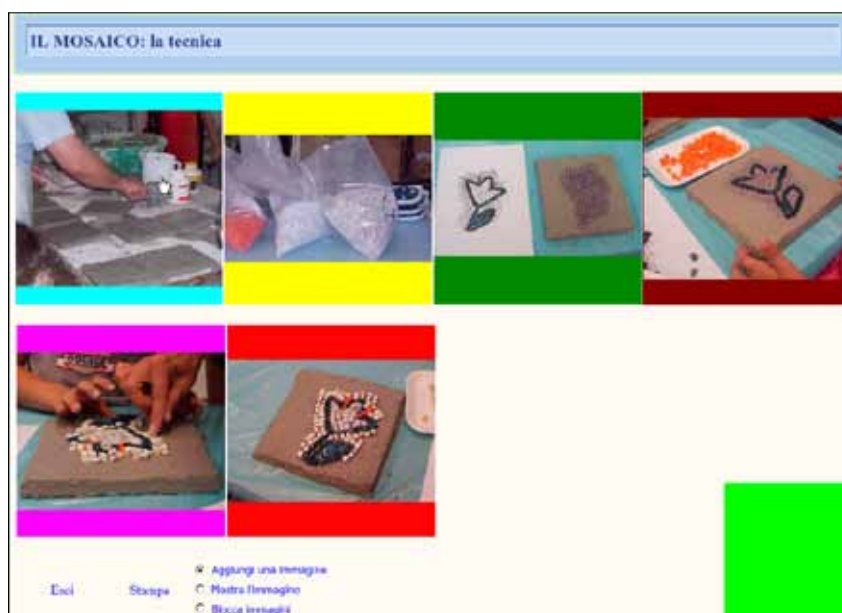 IL MOSAICO: la tecnica
Aggiungi una immagine
Esci Stampa Mostra l'immagine
Blocca immagini